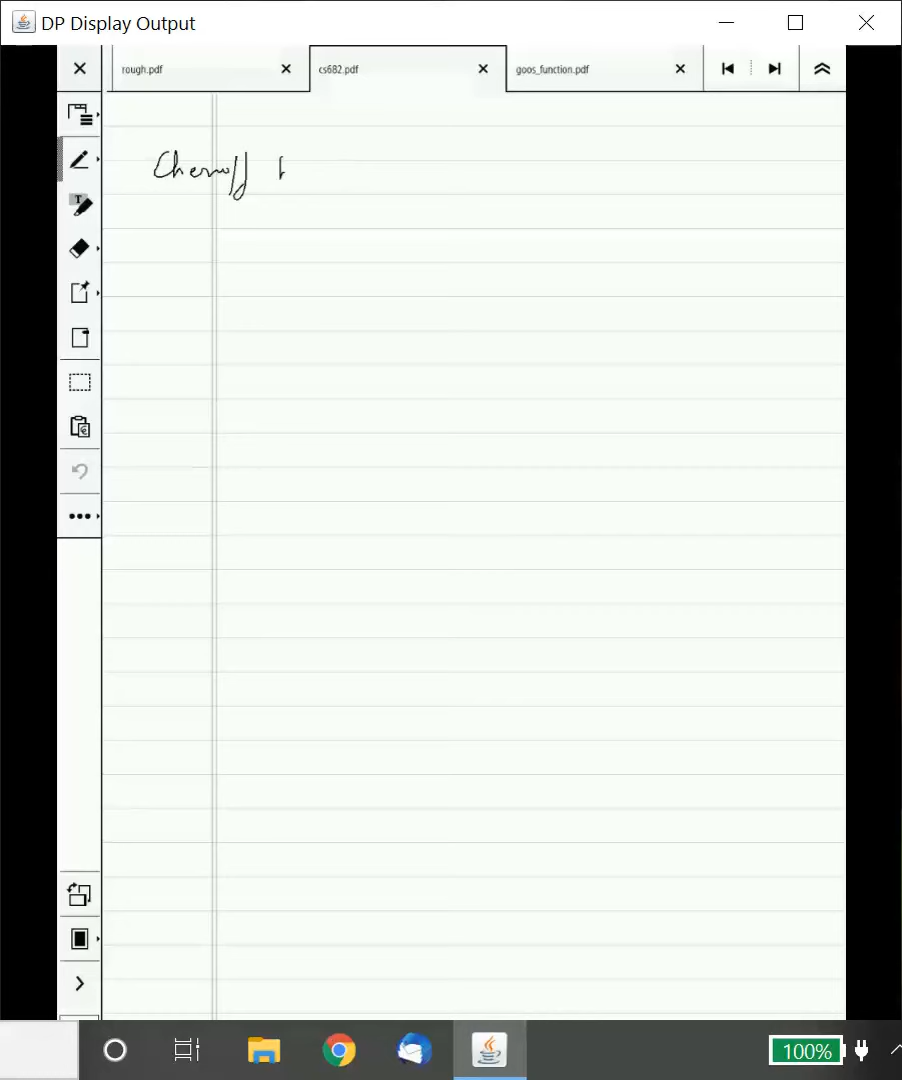 DP Display Output
rough.pdf
cs682.pdf
goos_function.pdf
Chernoff
100%